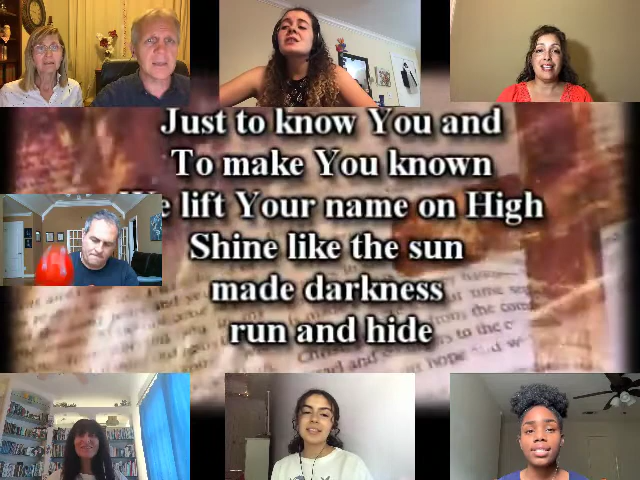 Just to know You and
To make You known
We lift Your name on High
Shine like the sun
made darkness
run and hide